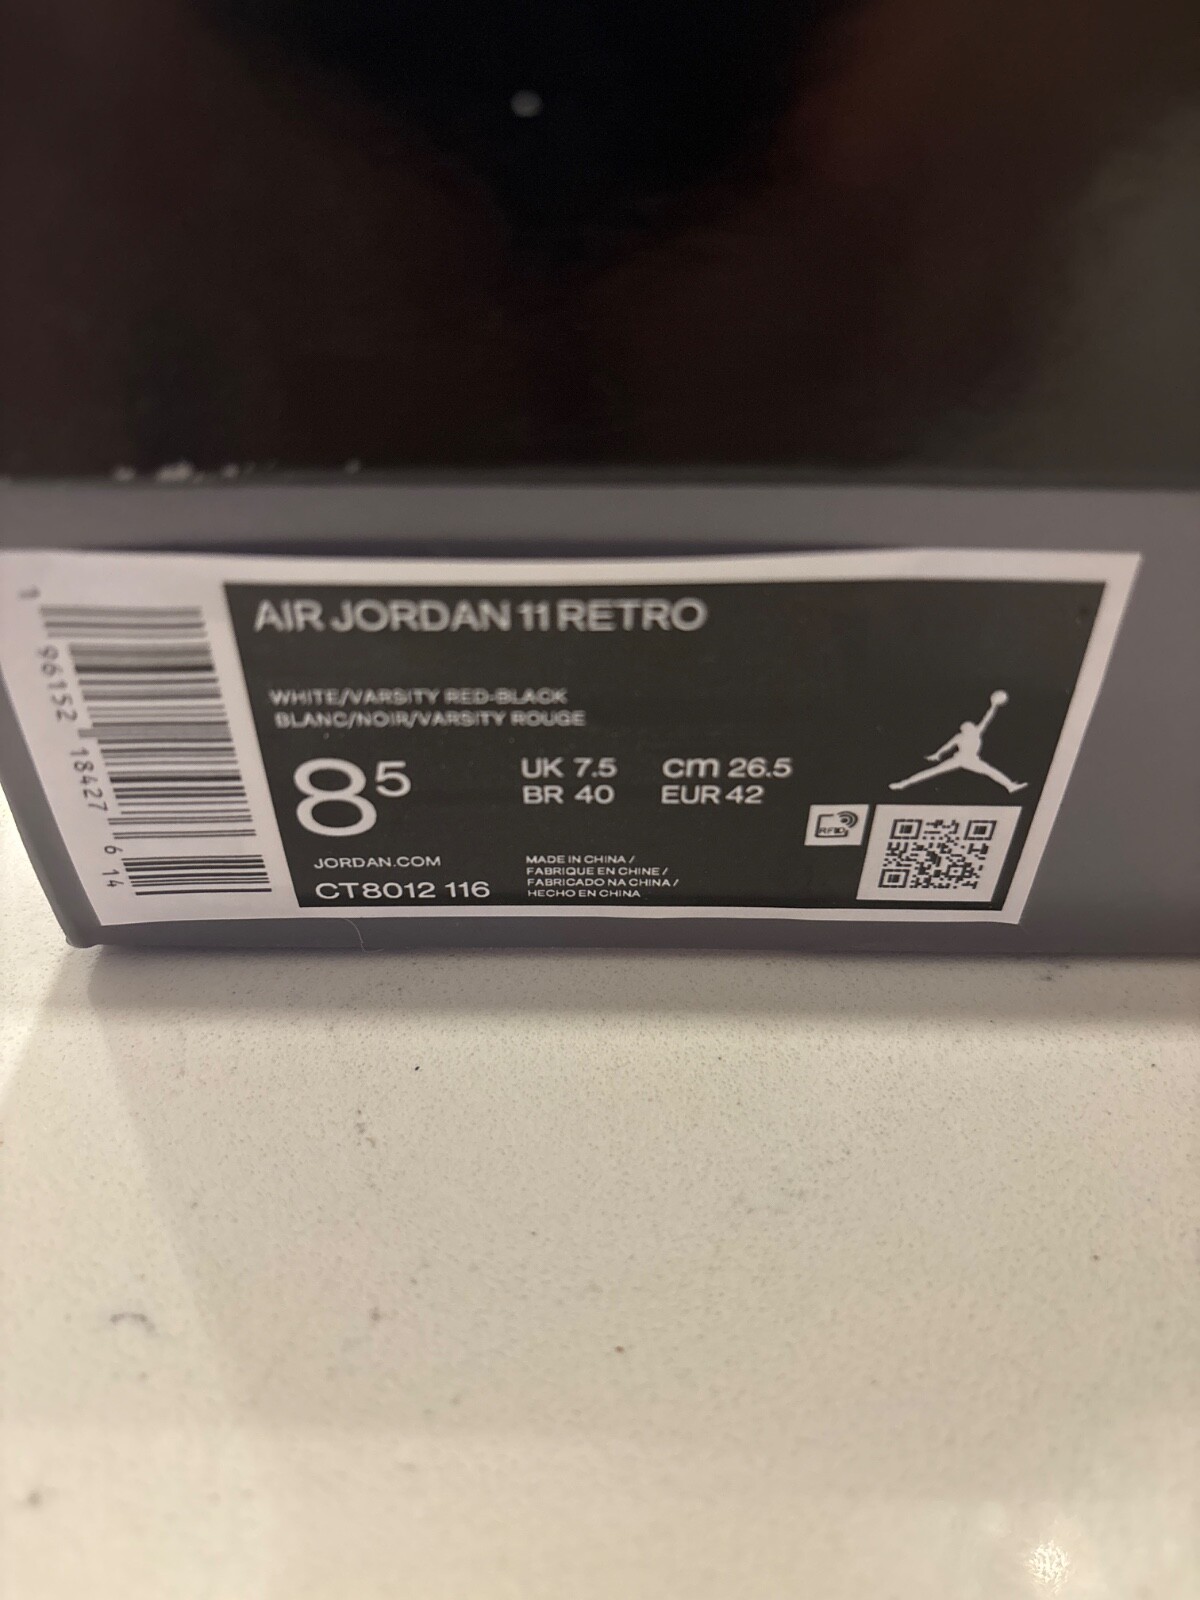 AIR JORDAN 11 RETRO
WHITE/VARSITY RED-BLACK
BLANC/NOIR/VARSITY ROUGE
8⁵
UK 7.5
cm 26.5
BR 40
EUR 42
JORDAN.COM
CT8012 116
MADE IN CHINA /
FABRIQUE EN CHINE /
FABRICADO NA CHINA /
HECHO EN CHINA
RFID
1 96152 18427 6 14